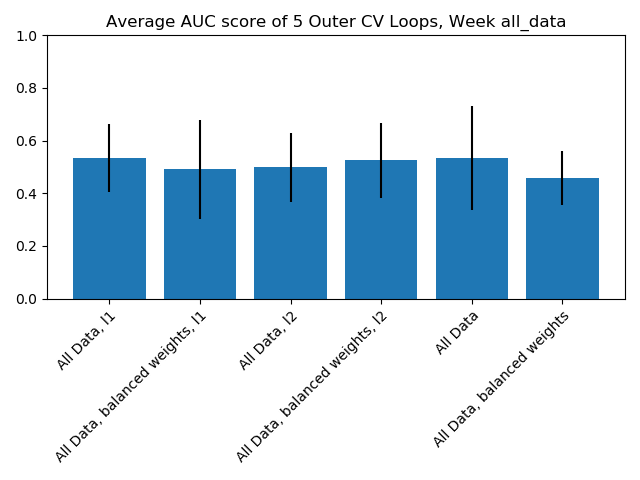 Average AUC score of 5 Outer CV Loops, Week all_data
1.0
0.8
0.6
0.4
0.2
0.0
All Data, l1
All Data, balanced weights, l1
All Data, l2
All Data, balanced weights, l2
All Data
All Data, balanced weights